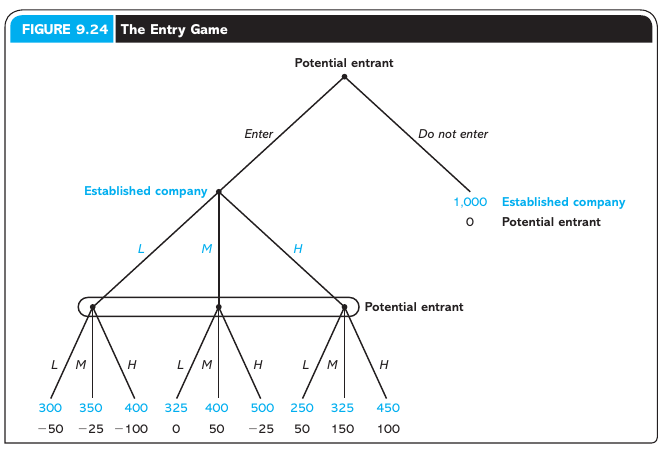 FIGURE 9.24 The Entry Game
Potential entrant
Enter
Do not enter
Established company
1,000 Established company
0 Potential entrant
L M H
Potential entrant
L M H L M H L M H
300 350 400 325 400 500 250 325 450
−50 −25 −100 0 50 −25 50 150 100